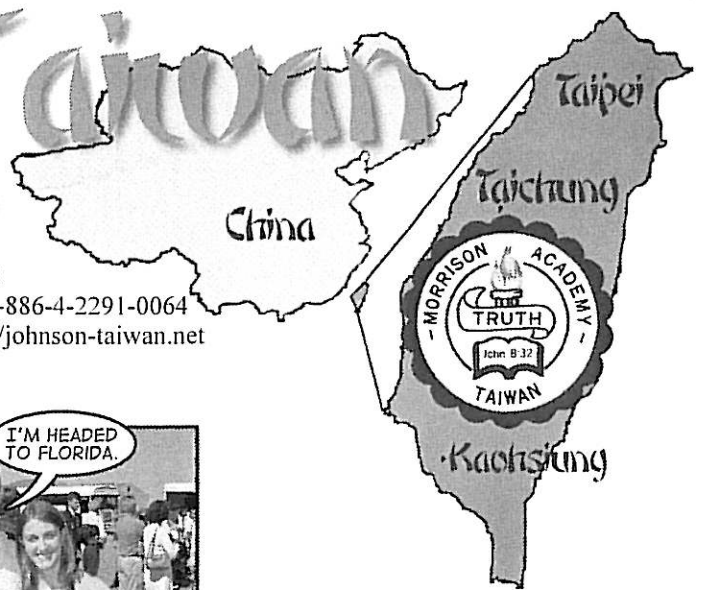 Taiwan
Taipei
Taichung
China
-886-4-2291-0064
/johnson-taiwan.net
- MORRISON ACADEMY -
TRUTH
John 8:32
TAIWAN
I'M HEADED
TO FLORIDA.
·Kaohsiung